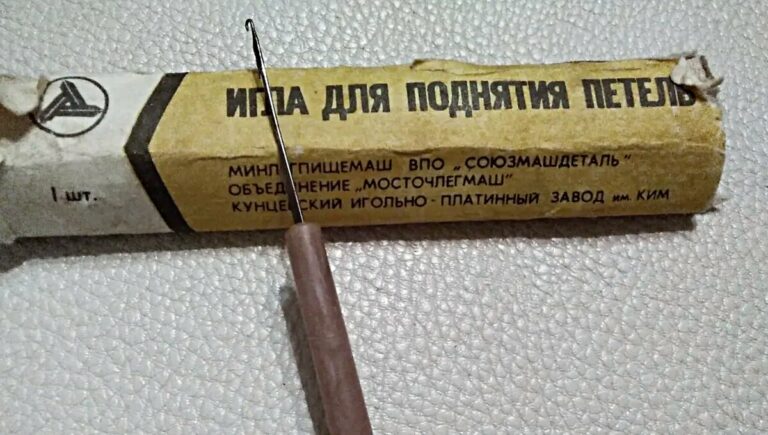 ИГЛА ДЛЯ ПОДНЯТИЯ ПЕТЕЛЬ
МИНЛЕГПИЩЕМАШ ВПО „СОЮЗМАШДЕТАЛЬ"
ОБЪЕДИНЕНИЕ „МОСТОЧЛЕГМАШ"
КУНЦЕВСКИЙ ИГОЛЬНО-ПЛАТИННЫЙ ЗАВОД им. КИМ
1 шт.